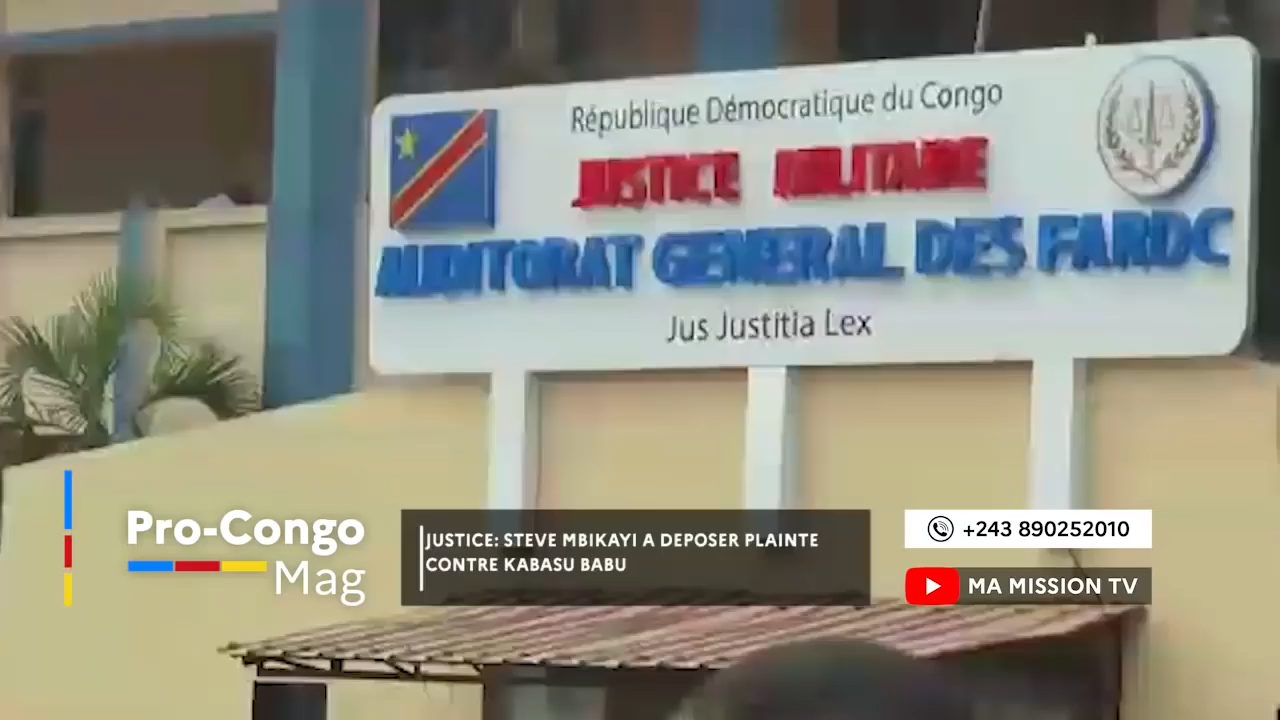 République Démocratique du Congo
JUSTICE MILITAIRE
AUDITORAT GENERAL DES FARDC
Jus Justitia Lex
Pro-Congo
Mag
JUSTICE: STEVE MBIKAYI A DEPOSER PLAINTE
CONTRE KABASU BABU
+243 890252010
MA MISSION TV